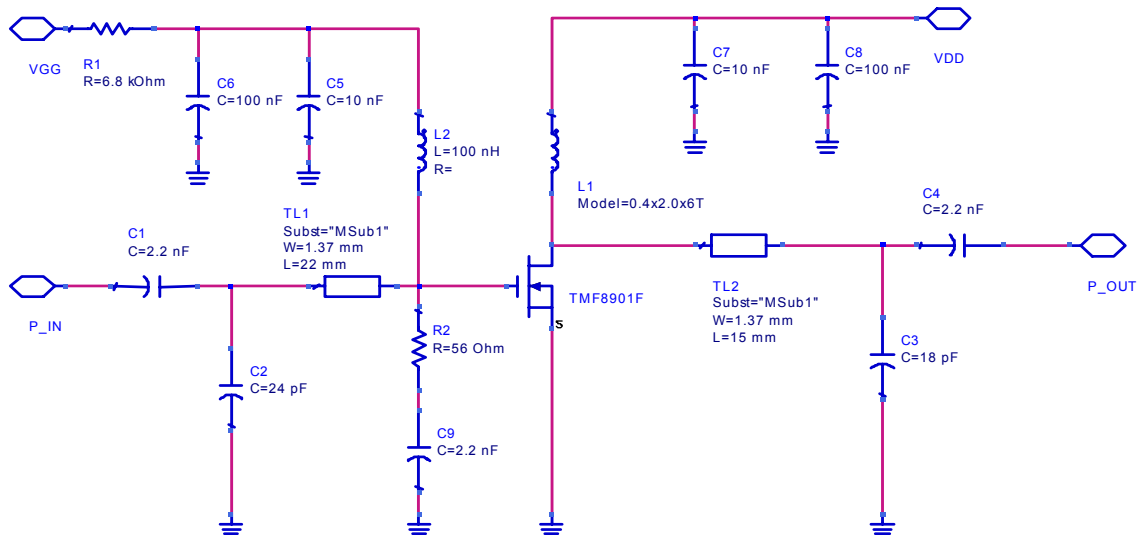 VGG
R1
R=6.8 kOhm
C6
C=100 nF
C5
C=10 nF
L2
L=100 nH
R=
C7
C=10 nF
C8
C=100 nF
VDD
L1
Model=0.4x2.0x6T
C1
C=2.2 nF
P_IN
TL1
Subst="MSub1"
W=1.37 mm
L=22 mm
C2
C=24 pF
R2
R=56 Ohm
C9
C=2.2 nF
TMF8901F
S
TL2
Subst="MSub1"
W=1.37 mm
L=15 mm
C4
C=2.2 nF
P_OUT
C3
C=18 pF